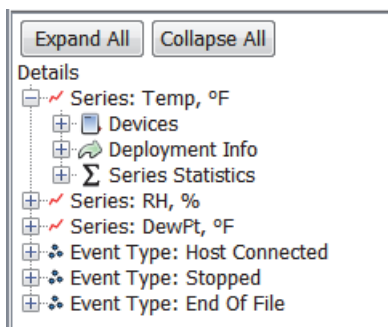 Expand All Collapse All
Details
Series: Temp, ºF
Devices
Deployment Info
Σ Series Statistics
Series: RH, %
Series: DewPt, ºF
Event Type: Host Connected
Event Type: Stopped
Event Type: End Of File